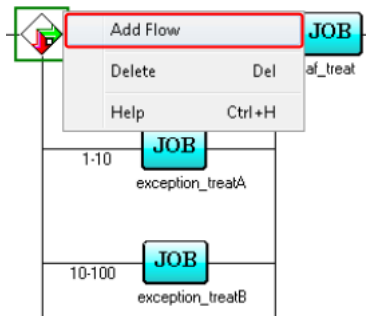 Add Flow
JOB
Delete Del
af_treat
Help Ctrl+H
JOB
1-10
exception_treatA
JOB
10-100
exception_treatB